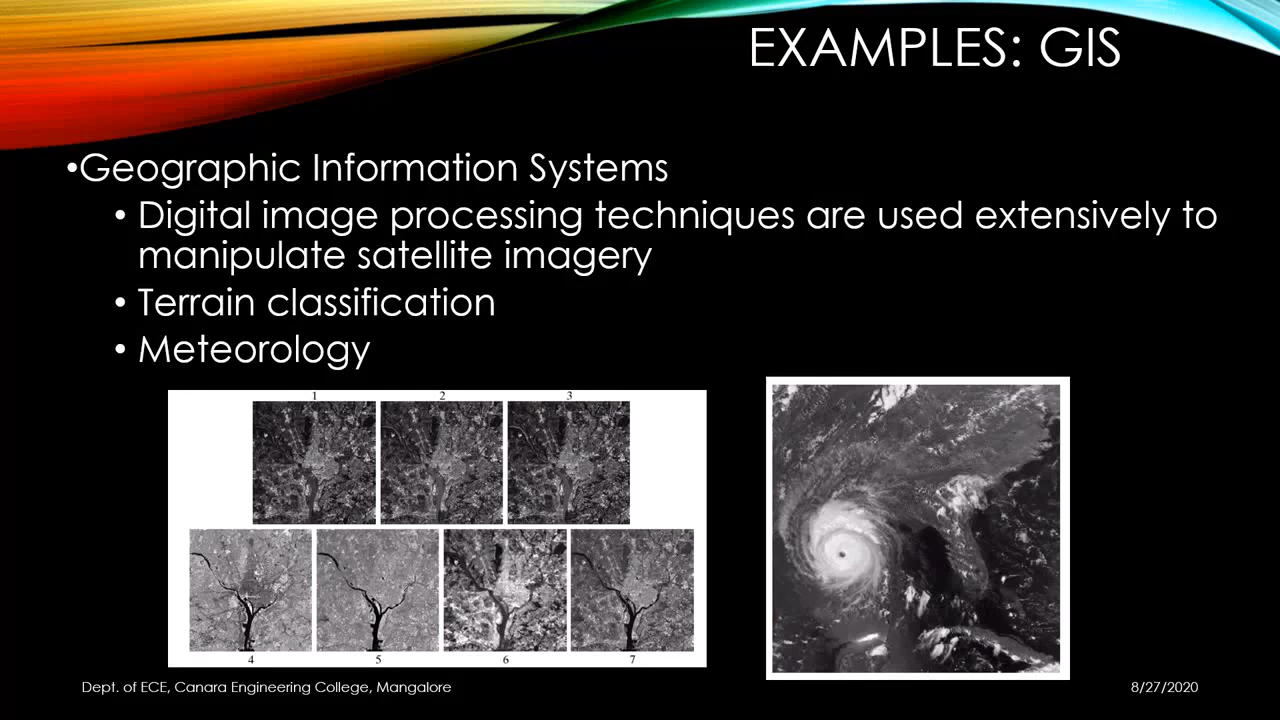 EXAMPLES: GIS
•Geographic Information Systems
• Digital image processing techniques are used extensively to
manipulate satellite imagery
• Terrain classification
• Meteorology
1 2 3
4 5 6 7
Dept. of ECE, Canara Engineering College, Mangalore
8/27/2020